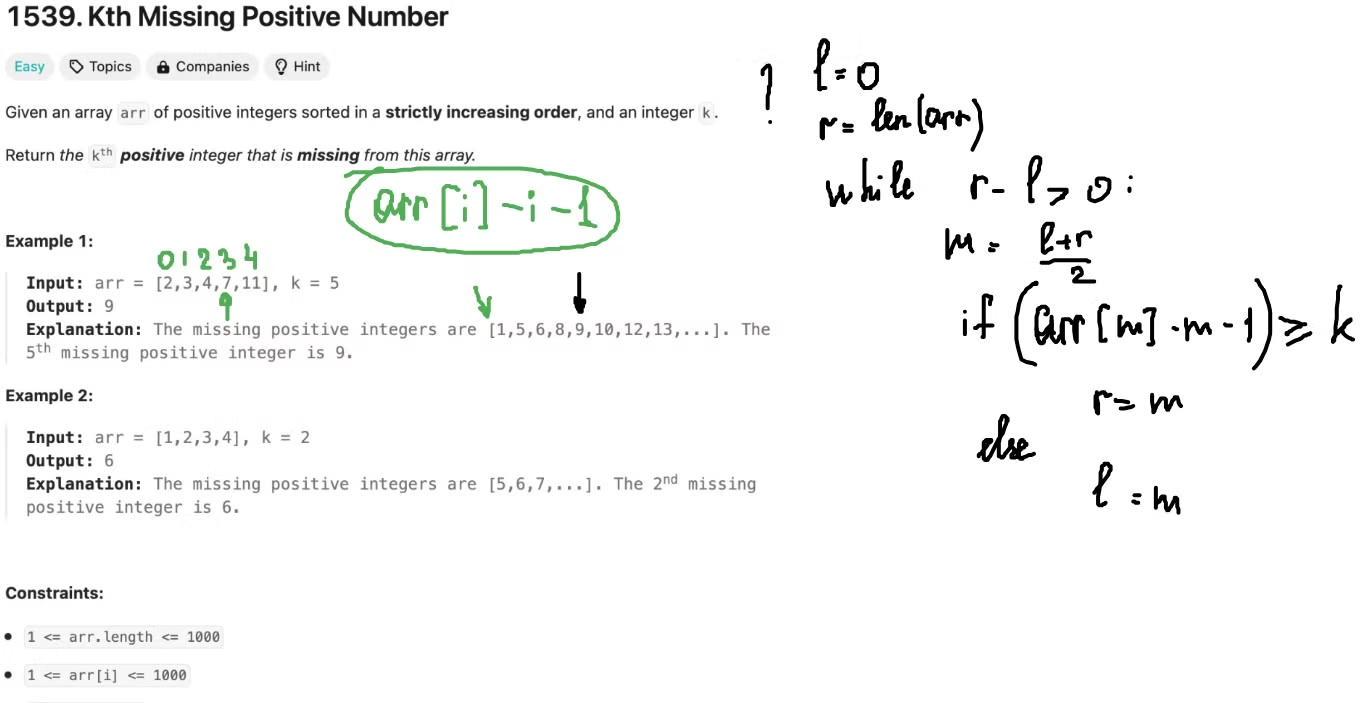 1539. Kth Missing Positive Number
Easy Topics Companies Hint
Given an array arr of positive integers sorted in a strictly increasing order, and an integer k.
Return the kth positive integer that is missing from this array.
arr[i]-i-1
Example 1:
0 1 2 3 4
Input: arr = [2,3,4,7,11], k = 5
Output: 9
Explanation: The missing positive integers are [1,5,6,8,9,10,12,13,...]. The
5th missing positive integer is 9.
Example 2:
Input: arr = [1,2,3,4], k = 2
Output: 6
Explanation: The missing positive integers are [5,6,7,...]. The 2nd missing
positive integer is 6.
Constraints:
1 <= arr.length <= 1000
1 <= arr[i] <= 1000
l=0
r= len(arr)
while r-l > 0:
m = l+r
2
if (arr[m]-m-1) ≥ k
r= m
else
l =m